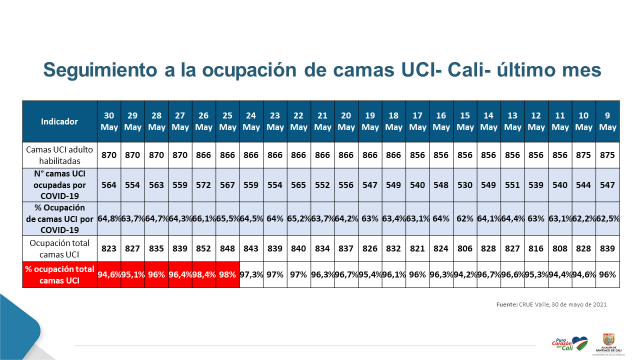 Seguimiento a la ocupación de camas UCI- Cali- último mes
Indicador 30 May 29 May 28 May 27 May 26 May 25 May 24 May 23 May 22 May 21 May 20 May 19 May 18 May 17 May 16 May 15 May 14 May 13 May 12 May 11 May 10 May 9 May
Camas UCI adulto habilitadas 870 870 870 870 866 866 866 866 866 866 866 866 866 856 856 856 856 856 856 856 875 875
N° camas UCI ocupadas por COVID-19 564 554 563 559 572 567 559 554 565 552 556 547 549 540 548 530 549 551 539 540 544 547
% Ocupación de camas UCI por COVID-19 64,8% 63,7% 64,7% 64,3% 66,1% 65,5% 64,5% 64% 65,2% 63,7% 64,2% 63% 63,4% 63,1% 64% 62% 64,1% 64,4% 63% 63,1% 62,2% 62,5%
Ocupación total camas UCI 823 827 835 839 852 848 843 839 840 834 837 826 832 821 824 806 828 827 816 808 828 839
% ocupación total camas UCI 94,6% 95,1% 96% 96,4% 98,4% 98% 97,3% 97% 97% 96,3% 96,7% 95,4% 96,1% 96% 96,3% 94,2% 96,7% 96,6% 95,3% 94,4% 94,6% 96%
Fuente: CRUE Valle, 30 de mayo de 2021
Puro Corazón por Cali
ALCALDÍA DE
SANTIAGO DE CALI